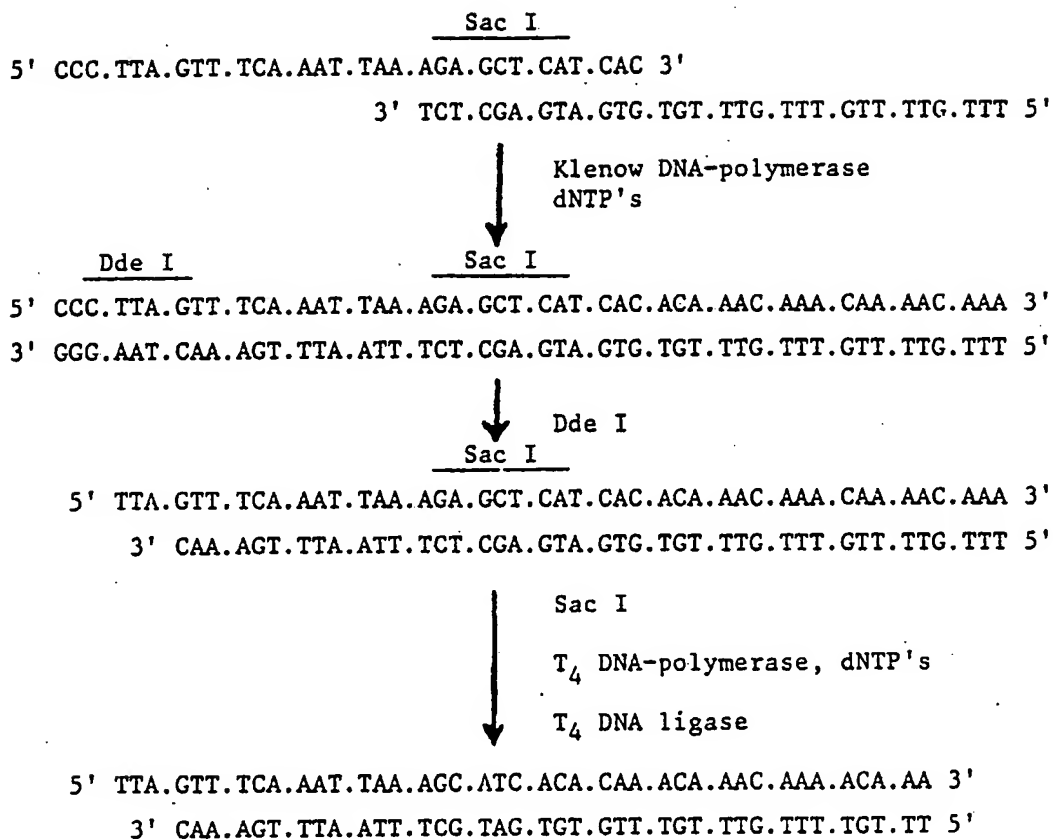 Sac I
5' CCC.TTA.GTT.TCA.AAT.TAA.AGA.GCT.CAT.CAC 3'
3' TCT.CGA.GTA.GTG.TGT.TTG.TTT.GTT.TTG.TTT 5'
Klenow DNA-polymerase
dNTP's
Dde I Sac I
5' CCC.TTA.GTT.TCA.AAT.TAA.AGA.GCT.CAT.CAC.ACA.AAC.AAA.CAA.AAC.AAA 3'
3' GGG.AAT.CAA.AGT.TTA.ATT.TCT.CGA.GTA.GTG.TGT.TTG.TTT.GTT.TTG.TTT 5'
Dde I
Sac I
5' TTA.GTT.TCA.AAT.TAA.AGA.GCT.CAT.CAC.ACA.AAC.AAA.CAA.AAC.AAA 3'
3' CAA.AGT.TTA.ATT.TCT.CGA.GTA.GTG.TGT.TTG.TTT.GTT.TTG.TTT 5'
Sac I
T4 DNA-polymerase, dNTP's
T4 DNA ligase
5' TTA.GTT.TCA.AAT.TAA.AGC.ATC.ACA.CAA.ACA.AAC.AAA.ACA.AA 3'
3' CAA.AGT.TTA.ATT.TCG.TAG.TGT.GTT.TGT.TTG.TTT.TGT.TT 5'